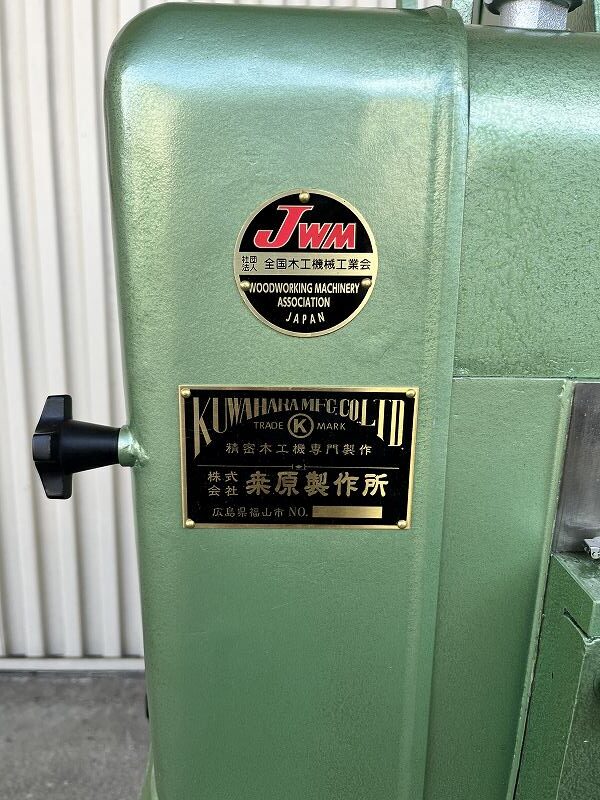 JWM
社団法人 全国木工機械工業会
WOODWORKING MACHINERY
ASSOCIATION
JAPAN
KUWAHARA MFG.CO.LTD
TRADE K MARK
精密木工機専門製作
株式会社 桒原製作所
広島県福山市 NO.